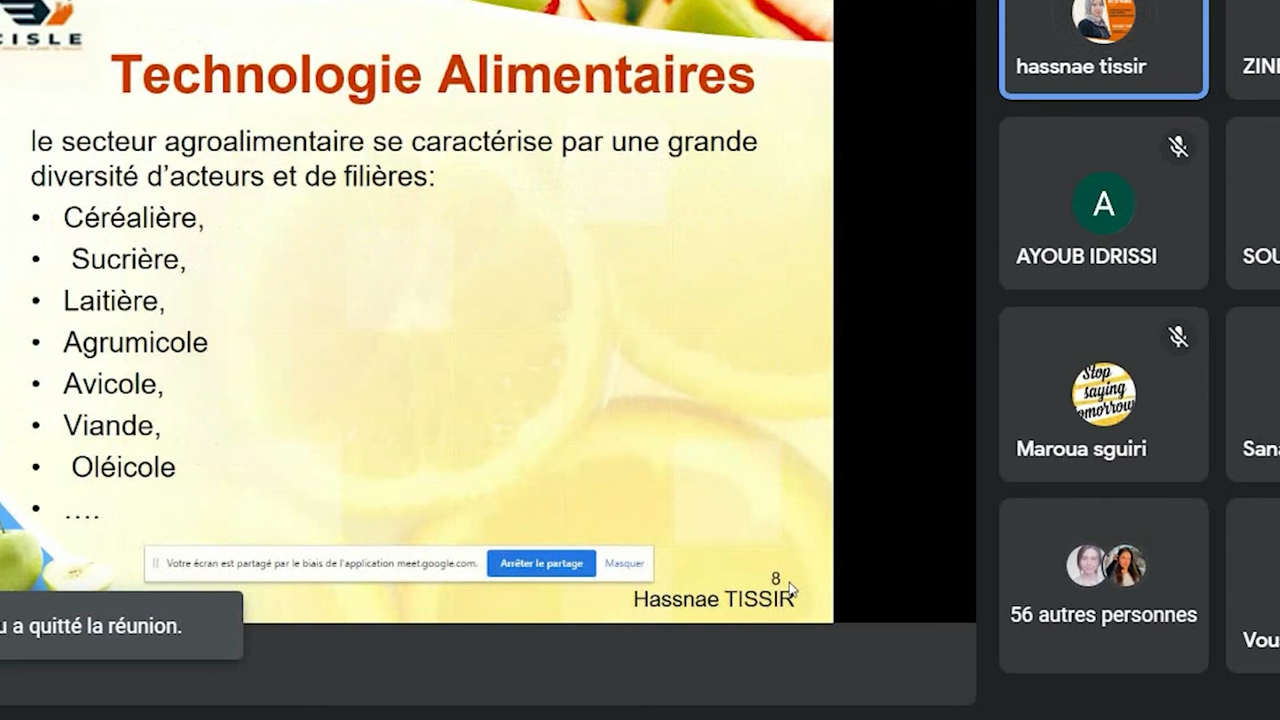 CISLE
Technologie Alimentaires
le secteur agroalimentaire se caractérise par une grande
diversité d'acteurs et de filières:
• Céréalière,
• Sucrière,
• Laitière,
• Agrumicole
• Avicole,
• Viande,
• Oléicole
• ....
Votre écran est partagé par le biais de l'application meet.google.com.
Arrêter le partage
Masquer
8
Hassnae TISSIR
u a quitté la réunion.
hassnae tissir
ZIN
A
AYOUB IDRISSI
SOU
Stop
saying
omorrow
Maroua sguiri
Sana
56 autres personnes
Vou